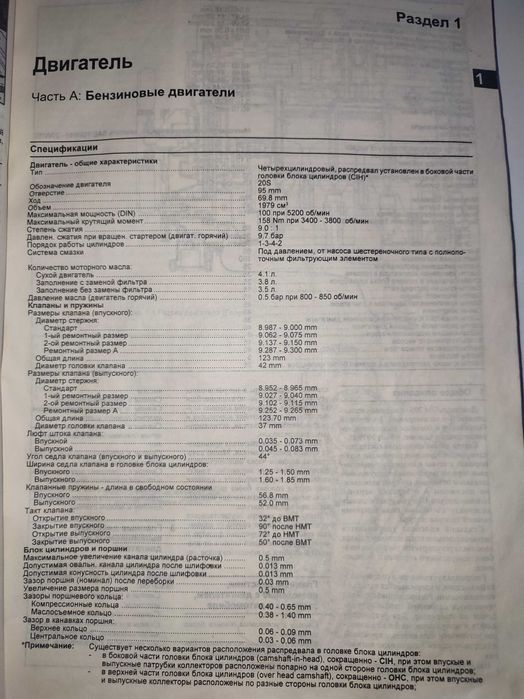 Раздел 1
Двигатель
1
Часть А: Бензиновые двигатели
Спецификации
Двигатель - общие характеристики
Тип Четырехцилиндровый, распредвал установлен в боковой части
головки блока цилиндров (CIH)*
Обозначение двигателя 20S
Отверстие 95 mm
Ход 69.8 mm
Объем 1979 см³
Максимальная мощность (DIN) 100 при 5200 об/мин
Максимальный крутящий момент 158 Nm при 3400 - 3800 об/мин
Степень сжатия 9.0 : 1
Давлен. сжатия при вращен. стартером (двигат. горячий) 9.7 бар
Порядок работы цилиндров 1-3-4-2
Система смазки Под давлением, от насоса шестереночного типа с полнопо-
точным фильтрующим элементом
Количество моторного масла:
Сухой двигатель 4.1 л.
Заполнение с заменой фильтра 3.8 л.
Заполнение без замены фильтра 3.5 л.
Давление масла (двигатель горячий) 0.5 бар при 800 - 850 об/мин
Клапаны и пружины
Размеры клапана (впускного):
Диаметр стержня:
Стандарт 8.987 - 9.000 mm
1-ый ремонтный размер 9.062 - 9.075 mm
2-ой ремонтный размер 9.137 - 9.150 mm
Ремонтный размер А 9.287 - 9.300 mm
Общая длина 123 mm
Диаметр головки клапана 42 mm
Размеры клапана (выпускного):
Диаметр стержня:
Стандарт 8.952 - 8.965 mm
1-ый ремонтный размер 9.027 - 9.040 mm
2-ой ремонтный размер 9.102 - 9.115 mm
Ремонтный размер А 9.252 - 9.265 mm
Общая длина 123.70 mm
Диаметр головки клапана 37 mm
Люфт штока клапана:
Впускной 0.035 - 0.073 mm
Выпускной 0.045 - 0.083 mm
Угол седла клапана (впускного и выпускного) 44°
Ширина седла клапана в головке блока цилиндров:
Впускного 1.25 - 1.50 mm
Выпускного 1.60 - 1.85 mm
Клапанные пружины - длина в свободном состоянии
Впускного 56.8 mm
Выпускного 52.0 mm
Такт клапана:
Открытие впускного 32° до ВМТ
Закрытие впускного 90° после НМТ
Открытие выпускного 72° до НМТ
Закрытие выпускного 50° после ВМТ
Блок цилиндров и поршни
Максимальное увеличение канала цилиндра (расточка) 0.5 mm
Допустимая овальн. канала цилиндра после шлифовки 0.013 mm
Допустимая конусность цилиндра после шлифовки 0.013 mm
Зазор поршня (номинал) после переборки 0.03 mm
Увеличение размера поршня 0.5 mm
Зазоры поршневого кольца:
Компрессионные кольца 0.40 - 0.65 mm
Маслосъемное кольцо 0.38 - 1.40 mm
Зазор в канавках поршня:
Верхнее кольцо 0.06 - 0.09 mm
Центральное кольцо 0.03 - 0.06 mm
*Примечание: Существует несколько вариантов расположения распредвала в головке блока цилиндров:
- в боковой части головки блока цилиндров (camshaft-in-head), сокращенно - CIH, при этом впускные и
выпускные патрубки коллекторов расположены попарно на одной стороне головки блока цилиндров;
- в верхней части головки блока цилиндров (over head camshaft), сокращенно - OHC, при этом впускные
и выпускные коллекторы расположены по разные стороны головки блока цилиндров;